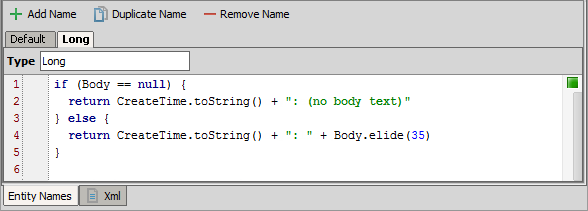 Add Name Duplicate Name Remove Name
Default Long
Type Long
1 if (Body == null) {
2 return CreateTime.toString() + ": (no body text)"
3 } else {
4 return CreateTime.toString() + ": " + Body.elide(35)
5 }
6
Entity Names Xml